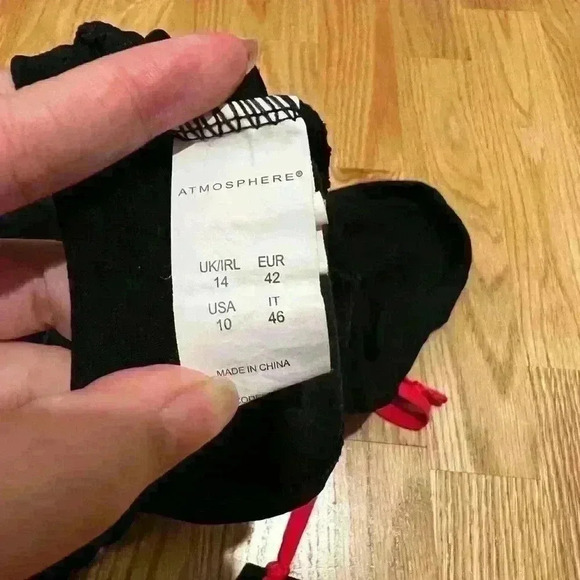 ATMOSPHERE®
UK/IRL EUR
14 42
USA IT
10 46
MADE IN CHINA